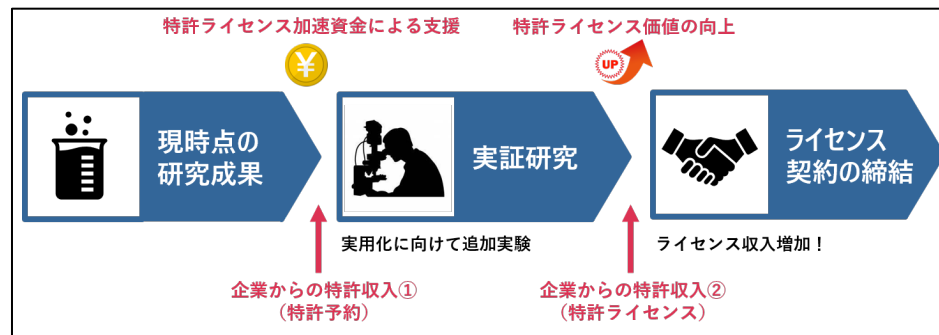 特許ライセンス加速資金による支援
特許ライセンス価値の向上
¥
UP
現時点の
研究成果
実証研究
ライセンス
契約の締結
実用化に向けて追加実験
ライセンス収入増加！
企業からの特許収入①
（特許予約）
企業からの特許収入②
（特許ライセンス）